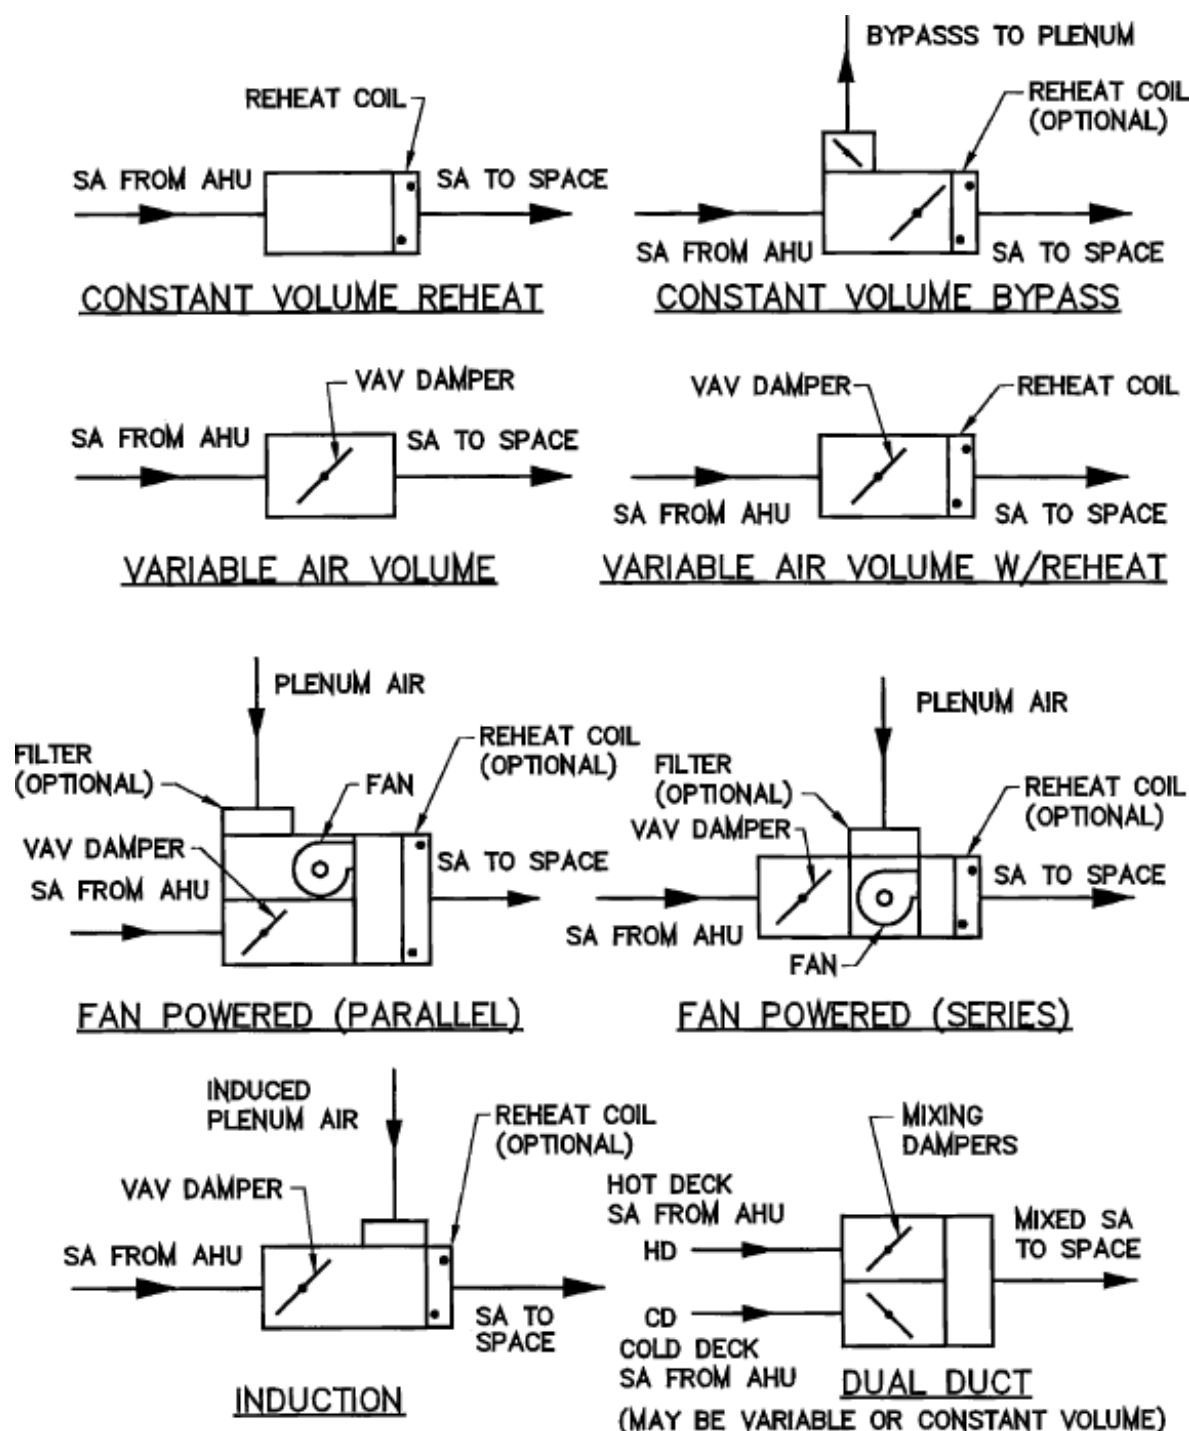 REHEAT COIL
SA FROM AHU
SA TO SPACE
CONSTANT VOLUME REHEAT
BYPASSS TO PLENUM
REHEAT COIL
(OPTIONAL)
SA FROM AHU
SA TO SPACE
CONSTANT VOLUME BYPASS
VAV DAMPER
SA FROM AHU
SA TO SPACE
VARIABLE AIR VOLUME
VAV DAMPER
REHEAT COIL
SA FROM AHU
SA TO SPACE
VARIABLE AIR VOLUME W/REHEAT
PLENUM AIR
FILTER
(OPTIONAL)
FAN
REHEAT COIL
(OPTIONAL)
VAV DAMPER
SA FROM AHU
SA TO SPACE
FAN POWERED (PARALLEL)
PLENUM AIR
FILTER
(OPTIONAL)
VAV DAMPER
REHEAT COIL
(OPTIONAL)
SA TO SPACE
SA FROM AHU
FAN
FAN POWERED (SERIES)
INDUCED
PLENUM AIR
REHEAT COIL
(OPTIONAL)
VAV DAMPER
SA FROM AHU
SA TO
SPACE
INDUCTION
MIXING
DAMPERS
HOT DECK
SA FROM AHU
HD
MIXED SA
TO SPACE
CD
COLD DECK
SA FROM AHU
DUAL DUCT
(MAY BE VARIABLE OR CONSTANT VOLUME)